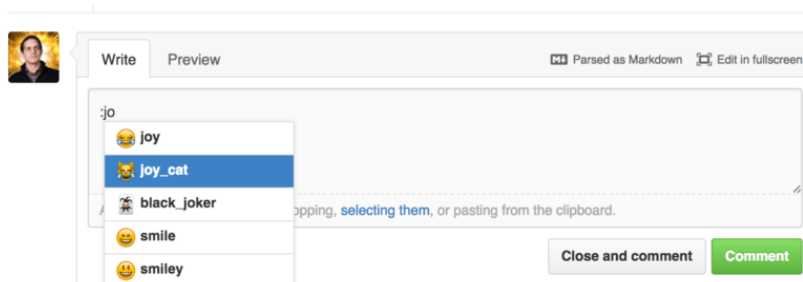 Write Preview Parsed as Markdown Edit in fullscreen
:jo
joy
joy_cat
black_joker
opping, selecting them, or pasting from the clipboard.
smile
Close and comment Comment
smiley